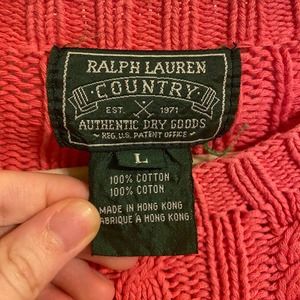 RALPH LAUREN
COUNTRY
EST. 1971
AUTHENTIC DRY GOODS
REG. U.S. PATENT OFFICE
L
100% COTTON
100% COTON
MADE IN HONG KONG
FABRIQUE A HONG KONG